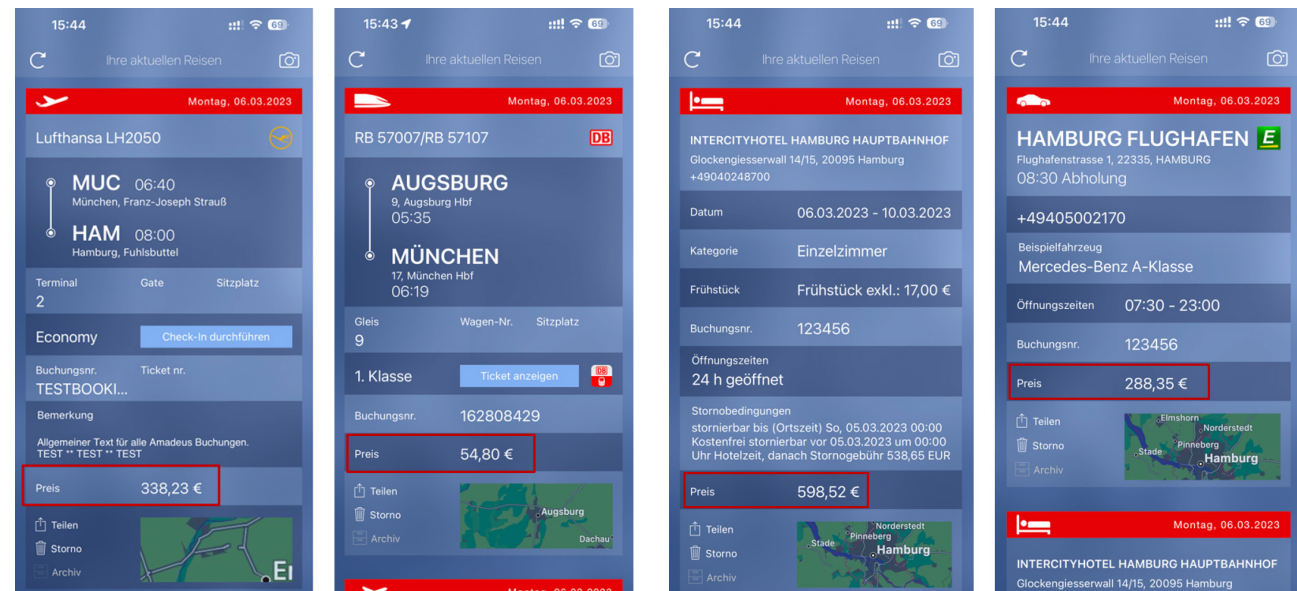 15:44
69
Ihre aktuellen Reisen
Montag, 06.03.2023
Lufthansa LH2050
MUC 06:40
München, Franz-Joseph Strauß
HAM 08:00
Hamburg, Fuhlsbuttel
Terminal Gate Sitzplatz
2
Economy Check-In durchführen
Buchungsnr. Ticket nr.
TESTBOOKI...
Bemerkung
Allgemeiner Text für alle Amadeus Buchungen.
TEST ** TEST ** TEST
Preis 338,23 €
Teilen
Storno
Archiv
15:43
69
Ihre aktuellen Reisen
Montag, 06.03.2023
RB 57007/RB 57107 DB
AUGSBURG
9, Augsburg Hbf
05:35
MÜNCHEN
17, München Hbf
06:19
Gleis Wagen-Nr. Sitzplatz
9
1. Klasse Ticket anzeigen DB
Buchungsnr. 162808429
Preis 54,80 €
Teilen
Storno
Archiv
Augsburg
Dachau
15:44
69
Ihre aktuellen Reisen
Montag, 06.03.2023
INTERCITYHOTEL HAMBURG HAUPTBAHNHOF
Glockengiesserwall 14/15, 20095 Hamburg
+49040248700
Datum 06.03.2023 - 10.03.2023
Kategorie Einzelzimmer
Frühstück Frühstück exkl.: 17,00 €
Buchungsnr. 123456
Öffnungszeiten
24 h geöffnet
Stornobedingungen
stornierbar bis (Ortszeit) So, 05.03.2023 00:00
Kostenfrei stornierbar vor 05.03.2023 um 00:00
Uhr Hotelzeit, danach Stornogebühr 538,65 EUR
Preis 598,52 €
Teilen
Storno
Archiv
Norderstedt
Pinneberg
Stade
Hamburg
15:44
69
Ihre aktuellen Reisen
Montag, 06.03.2023
HAMBURG FLUGHAFEN E
Flughafenstrasse 1, 22335, HAMBURG
08:30 Abholung
+49405002170
Beispielfahrzeug
Mercedes-Benz A-Klasse
Öffnungszeiten 07:30 - 23:00
Buchungsnr. 123456
Preis 288,35 €
Teilen
Storno
Archiv
Elmshorn
Norderstedt
Pinneberg
Stade
Hamburg
Montag, 06.03.2023
INTERCITYHOTEL HAMBURG HAUPTBAHNHOF
Glockengiesserwall 14/15, 20095 Hamburg